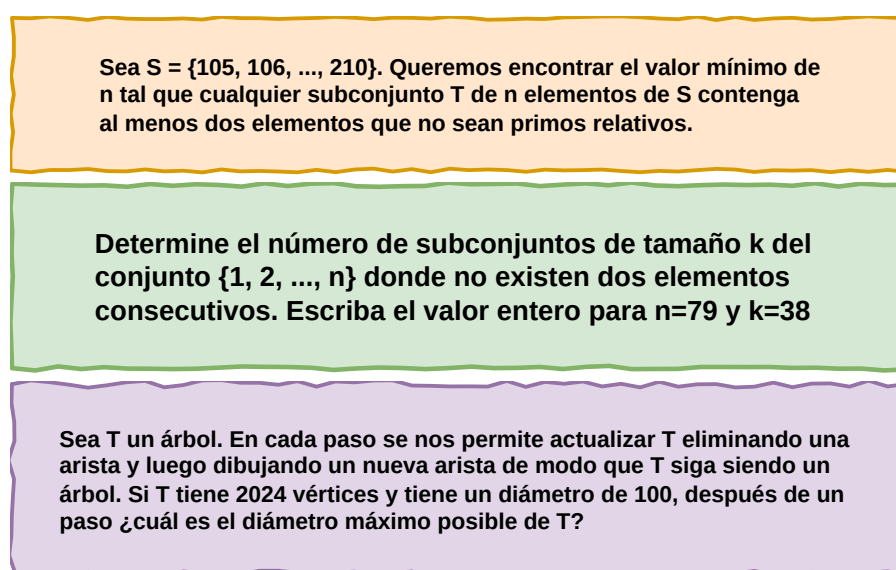 Sea S = {105, 106, ..., 210}. Queremos encontrar el valor mínimo de
n tal que cualquier subconjunto T de n elementos de S contenga
al menos dos elementos que no sean primos relativos.
Determine el número de subconjuntos de tamaño k del
conjunto {1, 2, ..., n} donde no existen dos elementos
consecutivos. Escriba el valor entero para n=79 y k=38
Sea T un árbol. En cada paso se nos permite actualizar T eliminando una
arista y luego dibujando un nueva arista de modo que T siga siendo un
árbol. Si T tiene 2024 vértices y tiene un diámetro de 100, después de un
paso ¿cuál es el diámetro máximo posible de T?